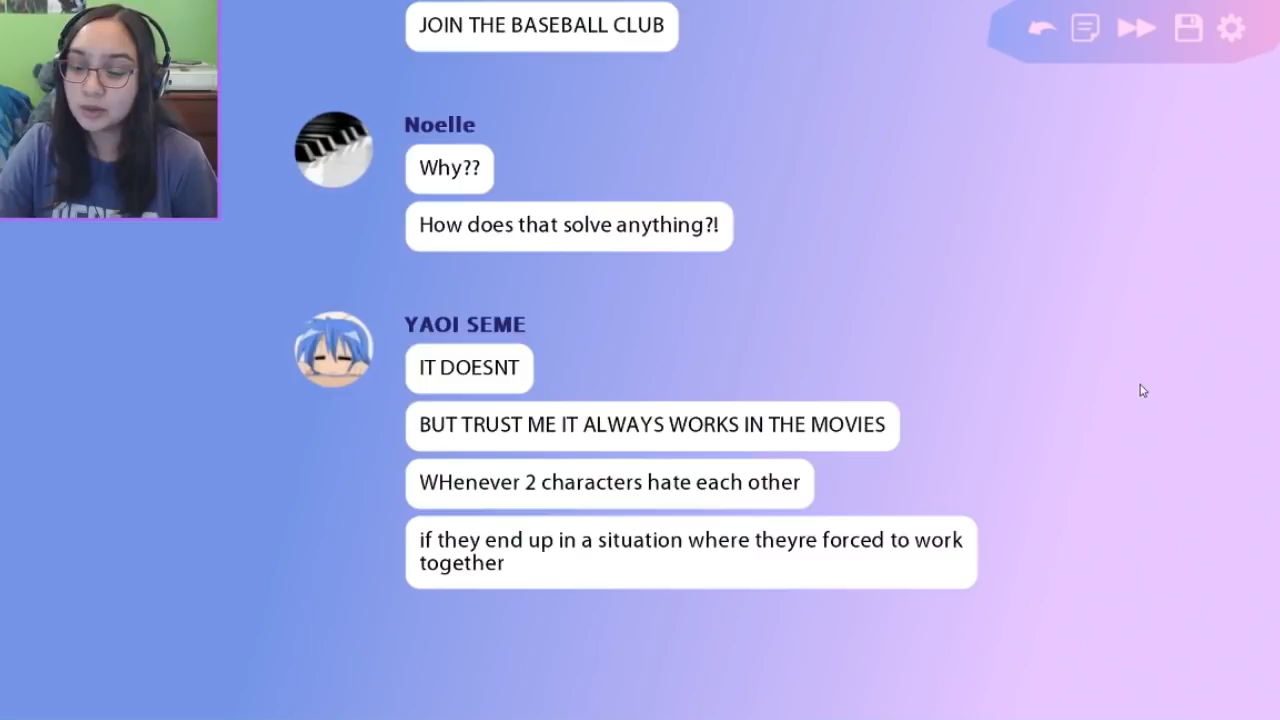 JOIN THE BASEBALL CLUB
Noelle
Why??
How does that solve anything?!
YAOI SEME
IT DOESNT
BUT TRUST ME IT ALWAYS WORKS IN THE MOVIES
WHenever 2 characters hate each other
if they end up in a situation where theyre forced to work
together